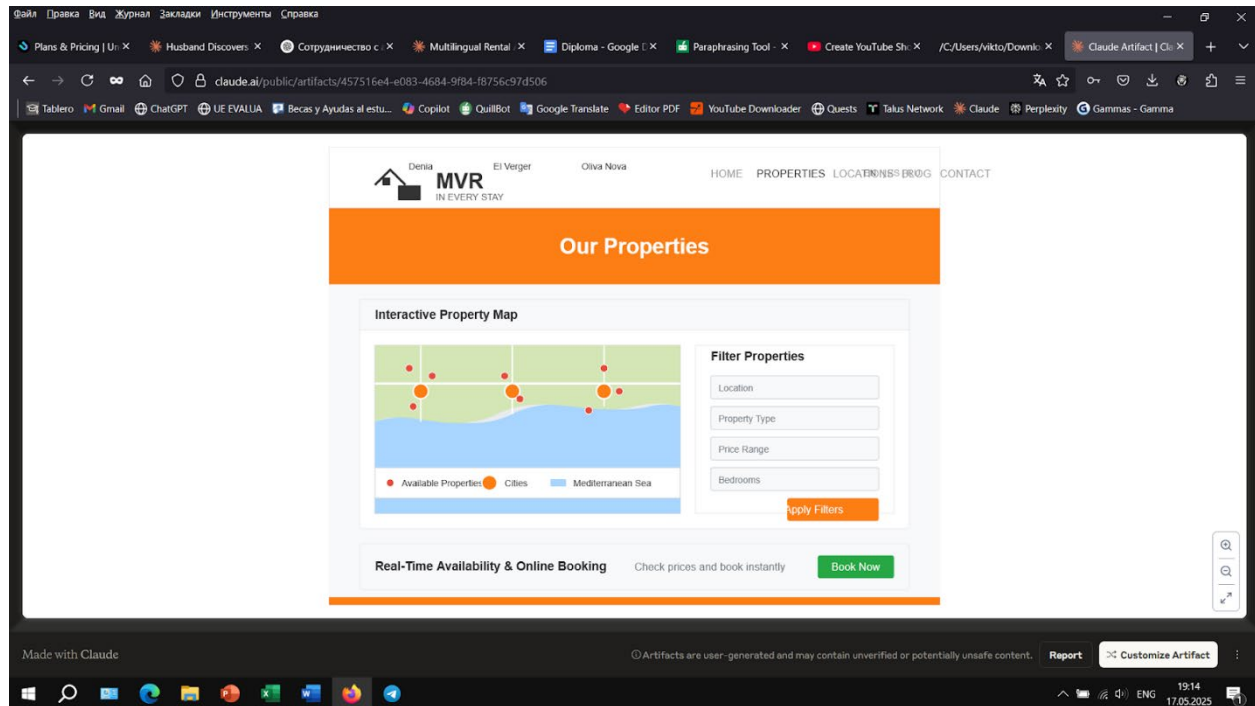 Файл Правка Вид Журнал Закладки Инструменты Справка
Plans & Pricing | Un
Husband Discovers
Сотрудничество с
Multilingual Rental
Diploma - Google D
Paraphrasing Tool -
Create YouTube Sho
/C:/Users/vikto/Downlo
Claude Artifact | Cla
claude.ai/public/artifacts/457516e4-e083-4684-9f84-f8756c97d506
Tablero Gmail ChatGPT UE EVALUA Becas y Ayudas al estu... Copilot QuillBot Google Translate Editor PDF YouTube Downloader Quests Talus Network Claude Perplexity Gammas - Gamma
Denia El Verger Oliva Nova
MVR
IN EVERY STAY
HOME PROPERTIES LOCATIONS BLOG CONTACT
Our Properties
Interactive Property Map
Available Properties Cities Mediterranean Sea
Filter Properties
Location
Property Type
Price Range
Bedrooms
Apply Filters
Real-Time Availability & Online Booking Check prices and book instantly Book Now
Made with Claude
Artifacts are user-generated and may contain unverified or potentially unsafe content. Report Customize Artifact
ENG
19:14
17.05.2025
1